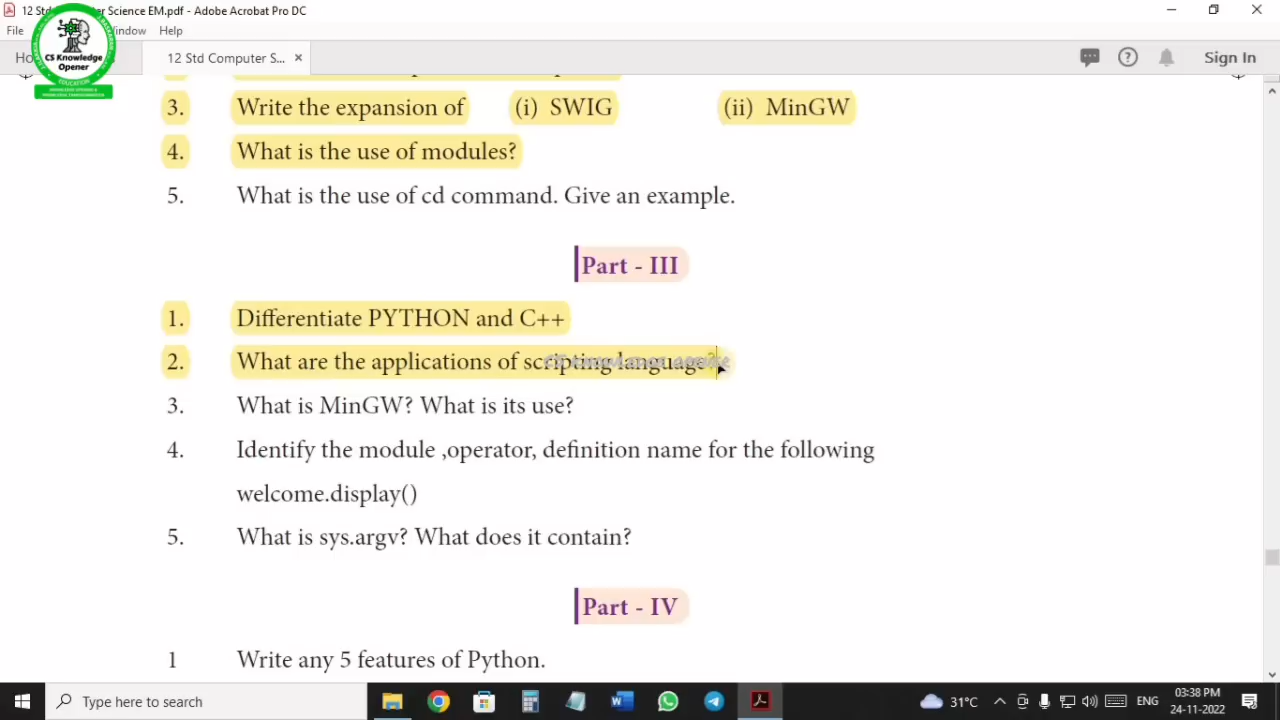 12 Std Computer Science EM.pdf - Adobe Acrobat Pro DC
File Window Help
CS Knowledge
Opener
EDUCATION
12 Std Computer S... ×
Sign In
3. Write the expansion of (i) SWIG (ii) MinGW
4. What is the use of modules?
5. What is the use of cd command. Give an example.
Part - III
1. Differentiate PYTHON and C++
2. What are the applications of scripting language?
CS KNOWLEDGE OPENER
3. What is MinGW? What is its use?
4. Identify the module ,operator, definition name for the following
welcome.display()
5. What is sys.argv? What does it contain?
Part - IV
1 Write any 5 features of Python.
Type here to search
31°C
ENG
03:38 PM
24-11-2022